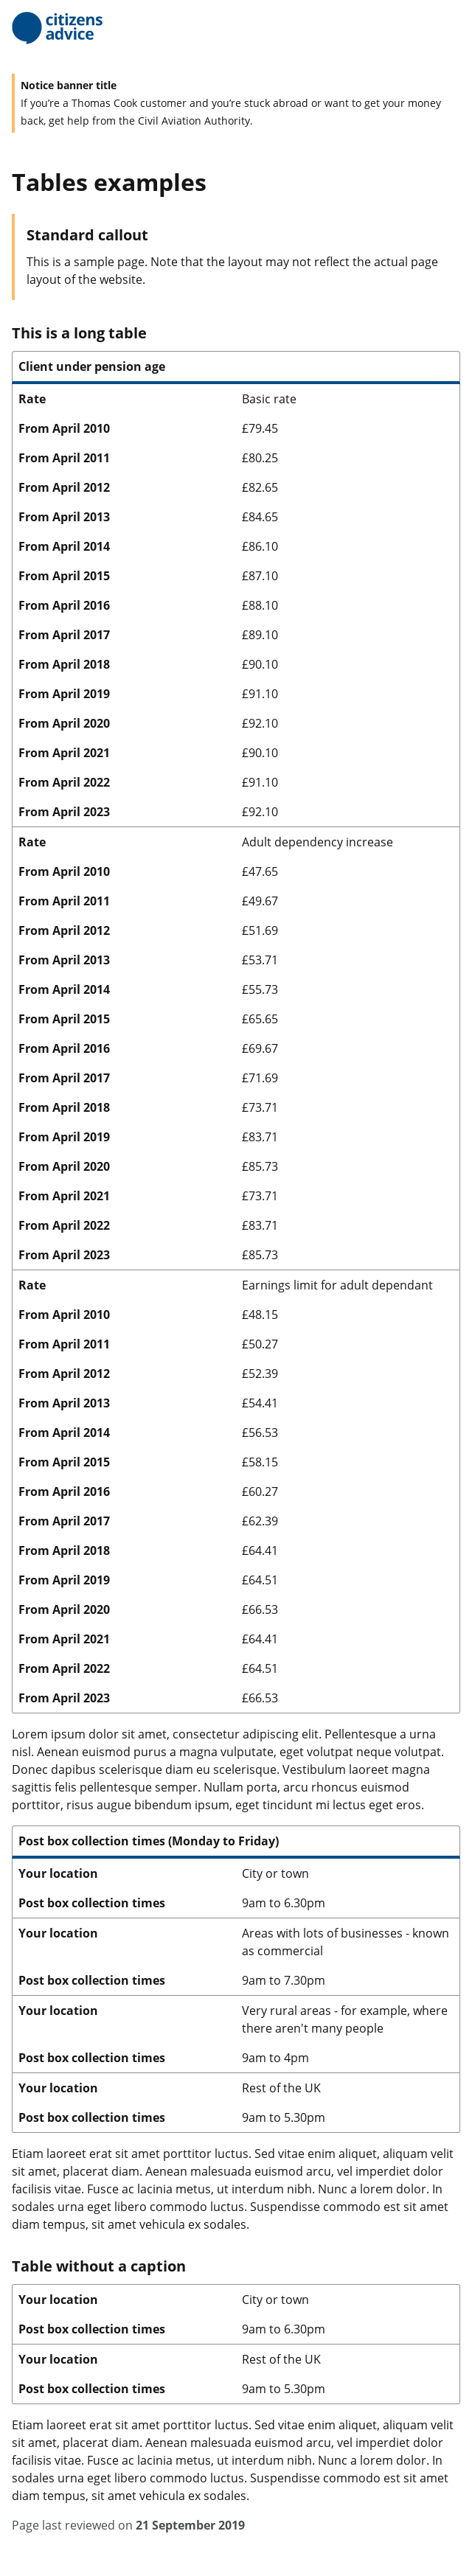 citizens
advice
Notice banner title
If you’re a Thomas Cook customer and you’re stuck abroad or want to get your money
back, get help from the Civil Aviation Authority.
Tables examples
Standard callout
This is a sample page. Note that the layout may not reflect the actual page
layout of the website.
This is a long table
Client under pension age
Rate Basic rate
From April 2010 £79.45
From April 2011 £80.25
From April 2012 £82.65
From April 2013 £84.65
From April 2014 £86.10
From April 2015 £87.10
From April 2016 £88.10
From April 2017 £89.10
From April 2018 £90.10
From April 2019 £91.10
From April 2020 £92.10
From April 2021 £90.10
From April 2022 £91.10
From April 2023 £92.10
Rate Adult dependency increase
From April 2010 £47.65
From April 2011 £49.67
From April 2012 £51.69
From April 2013 £53.71
From April 2014 £55.73
From April 2015 £65.65
From April 2016 £69.67
From April 2017 £71.69
From April 2018 £73.71
From April 2019 £83.71
From April 2020 £85.73
From April 2021 £73.71
From April 2022 £83.71
From April 2023 £85.73
Rate Earnings limit for adult dependant
From April 2010 £48.15
From April 2011 £50.27
From April 2012 £52.39
From April 2013 £54.41
From April 2014 £56.53
From April 2015 £58.15
From April 2016 £60.27
From April 2017 £62.39
From April 2018 £64.41
From April 2019 £64.51
From April 2020 £66.53
From April 2021 £64.41
From April 2022 £64.51
From April 2023 £66.53
Lorem ipsum dolor sit amet, consectetur adipiscing elit. Pellentesque a urna
nisl. Aenean euismod purus a magna vulputate, eget volutpat neque volutpat.
Donec dapibus scelerisque diam eu scelerisque. Vestibulum laoreet magna
sagittis felis pellentesque semper. Nullam porta, arcu rhoncus euismod
porttitor, risus augue bibendum ipsum, eget tincidunt mi lectus eget eros.
Post box collection times (Monday to Friday)
Your location City or town
Post box collection times 9am to 6.30pm
Your location Areas with lots of businesses - known
as commercial
Post box collection times 9am to 7.30pm
Your location Very rural areas - for example, where
there aren't many people
Post box collection times 9am to 4pm
Your location Rest of the UK
Post box collection times 9am to 5.30pm
Etiam laoreet erat sit amet porttitor luctus. Sed vitae enim aliquet, aliquam velit
sit amet, placerat diam. Aenean malesuada euismod arcu, vel imperdiet dolor
facilisis vitae. Fusce ac lacinia metus, ut interdum nibh. Nunc a lorem dolor. In
sodales urna eget libero commodo luctus. Suspendisse commodo est sit amet
diam tempus, sit amet vehicula ex sodales.
Table without a caption
Your location City or town
Post box collection times 9am to 6.30pm
Your location Rest of the UK
Post box collection times 9am to 5.30pm
Etiam laoreet erat sit amet porttitor luctus. Sed vitae enim aliquet, aliquam velit
sit amet, placerat diam. Aenean malesuada euismod arcu, vel imperdiet dolor
facilisis vitae. Fusce ac lacinia metus, ut interdum nibh. Nunc a lorem dolor. In
sodales urna eget libero commodo luctus. Suspendisse commodo est sit amet
diam tempus, sit amet vehicula ex sodales.
Page last reviewed on 21 September 2019